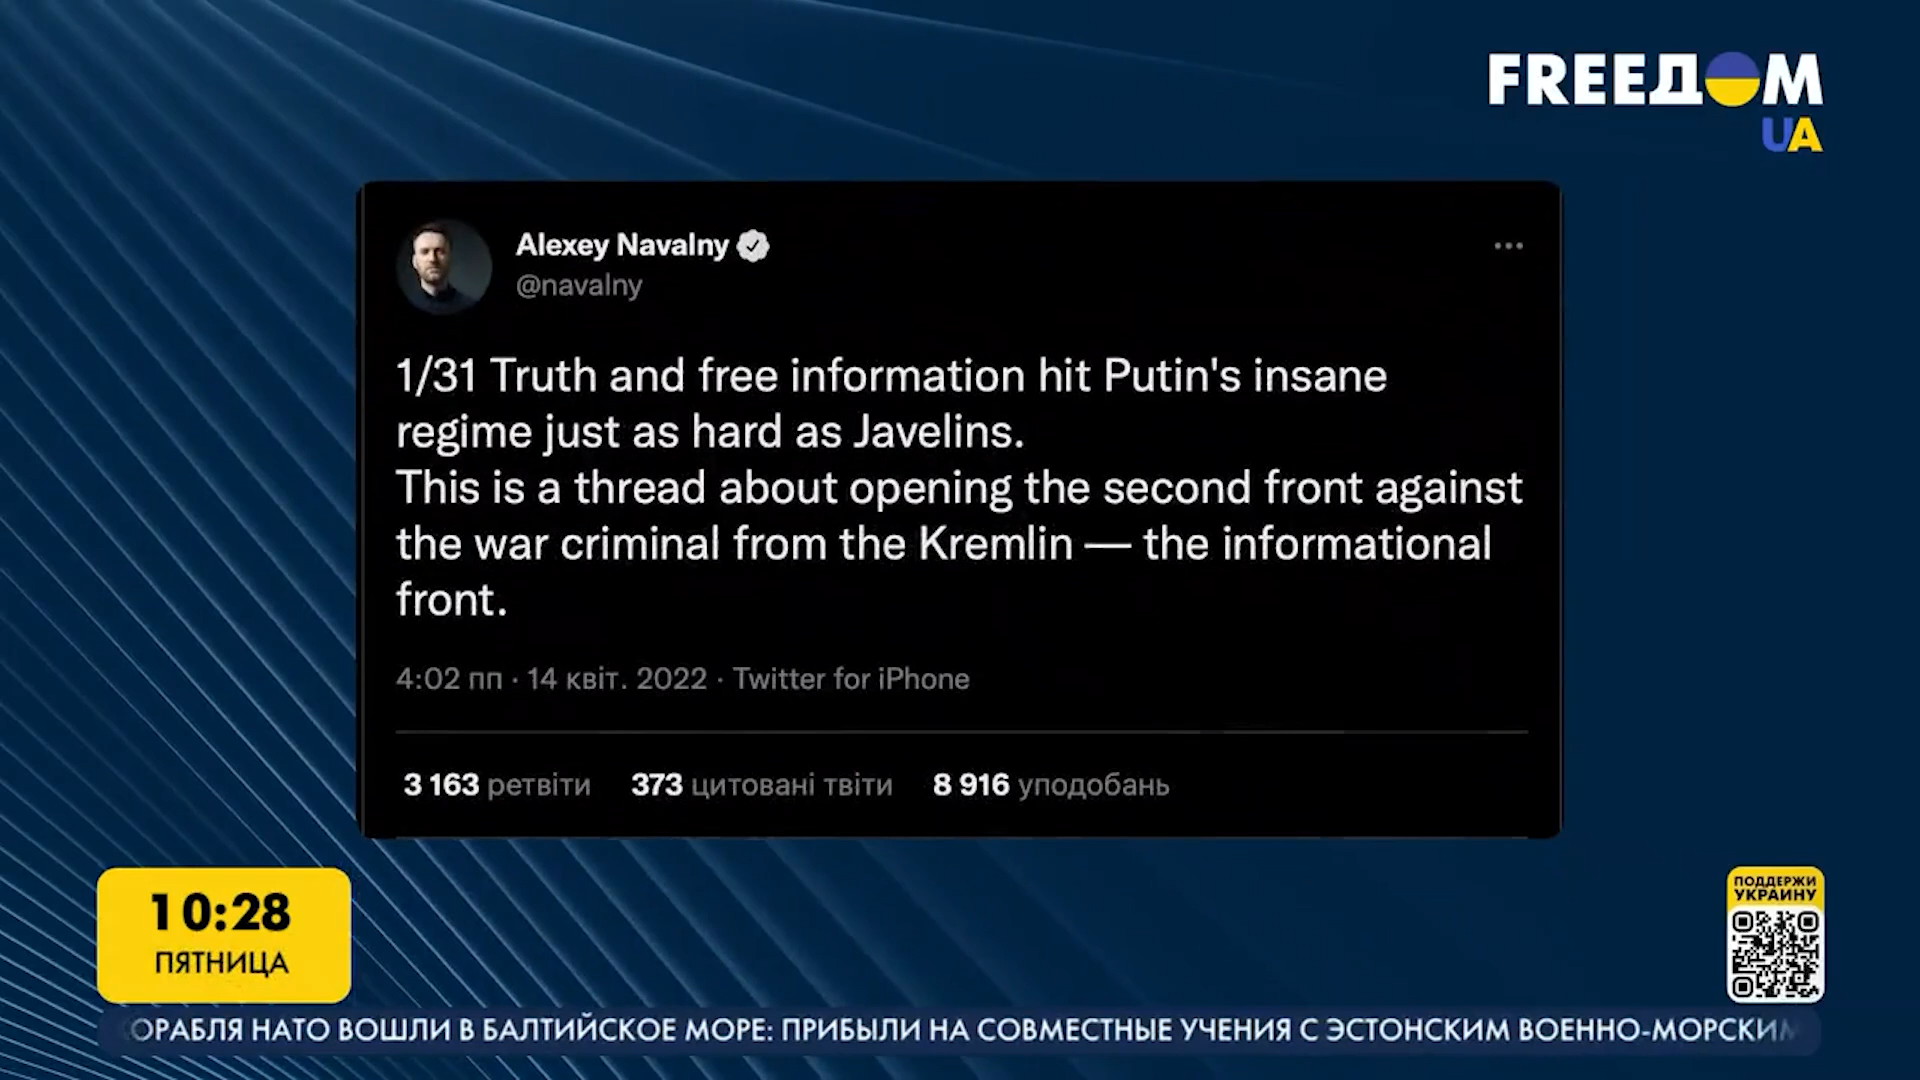 FREEДOM
UA
Alexey Navalny
@navalny
1/31 Truth and free information hit Putin's insane
regime just as hard as Javelins.
This is a thread about opening the second front against
the war criminal from the Kremlin — the informational
front.
4:02 пп · 14 квіт. 2022 · Twitter for iPhone
3 163 ретвіти 373 цитовані твіти 8 916 уподобань
10:28
ПЯТНИЦА
ПОДДЕРЖИ
УКРАИНУ
ОРАБЛЯ НАТО ВОШЛИ В БАЛТИЙСКОЕ МОРЕ: ПРИБЫЛИ НА СОВМЕСТНЫЕ УЧЕНИЯ С ЭСТОНСКИМ ВОЕННО-МОРСКИМ